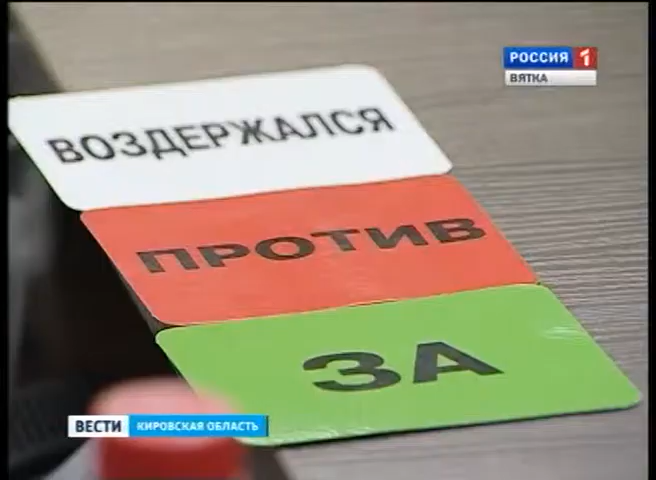 РОССИЯ 1
ВЯТКА
ВОЗДЕРЖАЛСЯ
ПРОТИВ
ЗА
ВЕСТИ КИРОВСКАЯ ОБЛАСТЬ